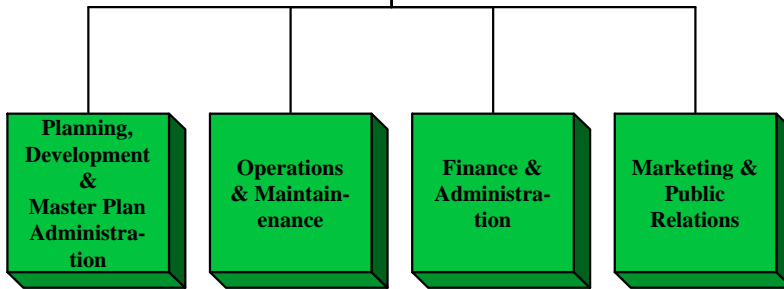 Planning,
Development
&
Master Plan
Administra-
tion
Operations
& Maintain-
enance
Finance &
Administra-
tion
Marketing &
Public
Relations